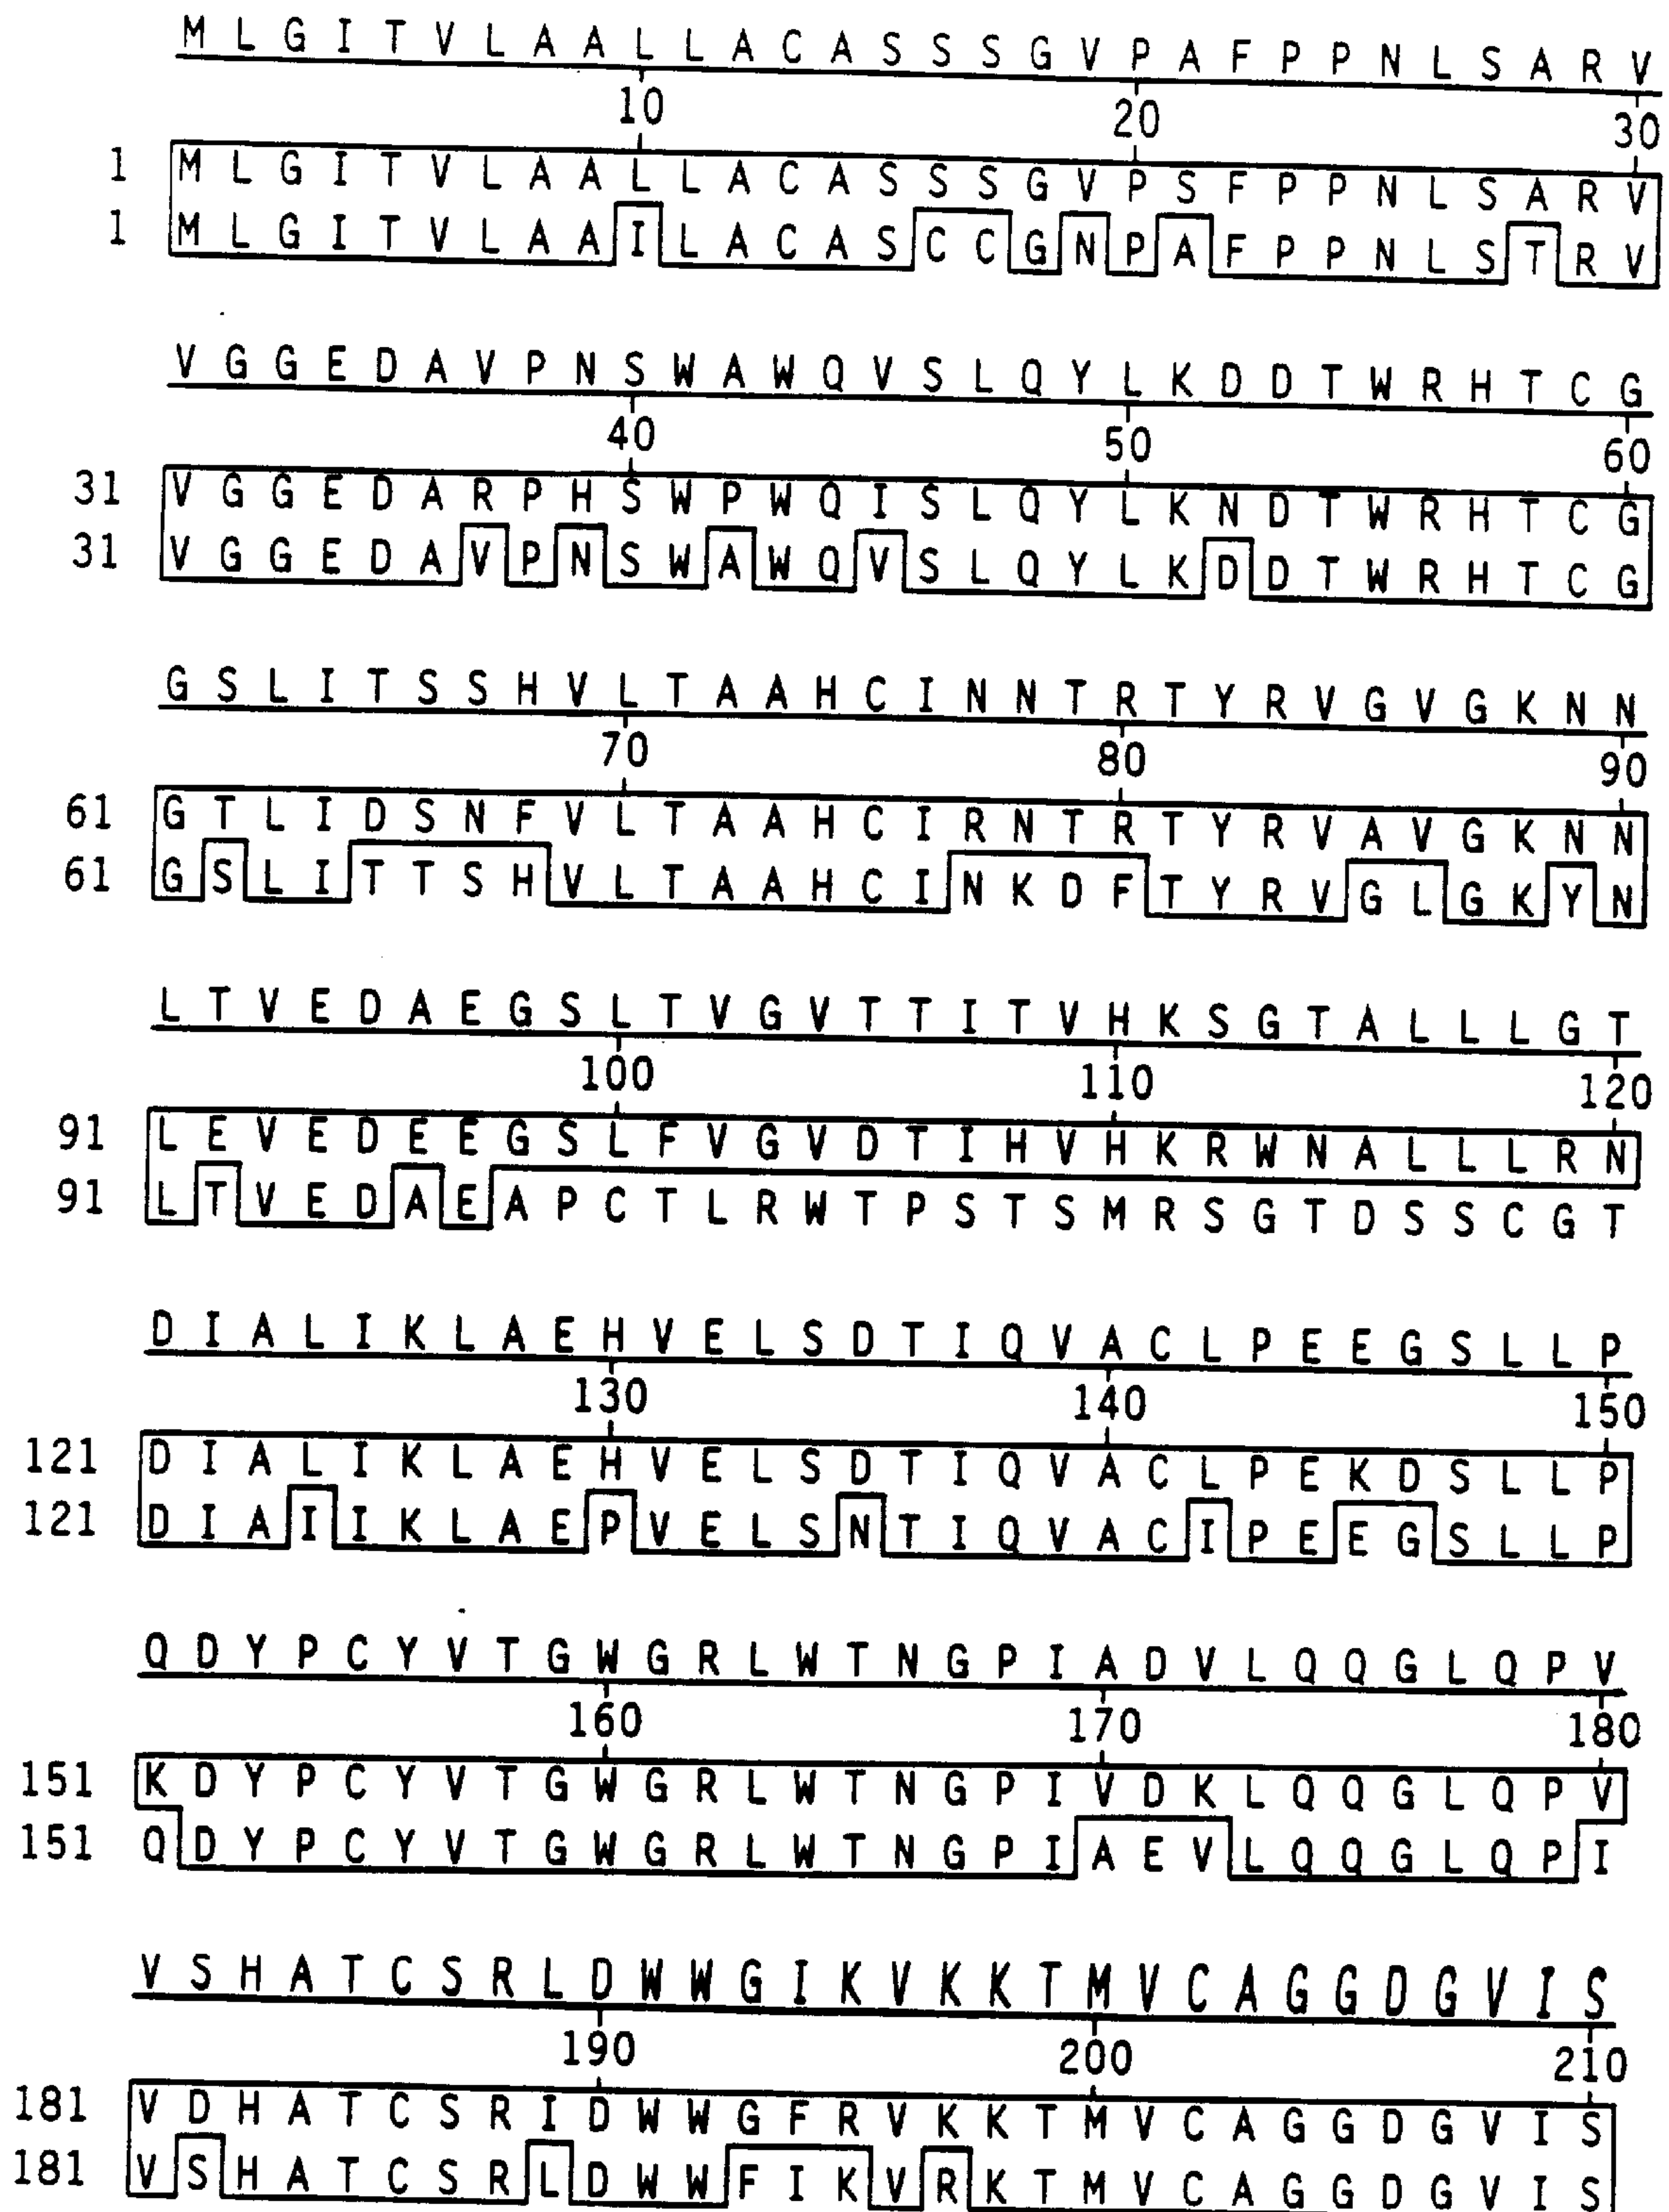 M L G I T V L A A L L A C A S S S G V P A F P P N L S A R V
10 20 30
1 M L G I T V L A A L L A C A S S S G V P S F P P N L S A R V
1 M L G I T V L A A I L A C A S C C G N P A F P P N L S T R V
V G G E D A V P N S W A W Q V S L Q Y L K D D T W R H T C G
40 50 60
31 V G G E D A R P H S W P W Q I S L Q Y L K N D T W R H T C G
31 V G G E D A V P N S W A W Q V S L Q Y L K D D T W R H T C G
G S L I T S S H V L T A A H C I N N T R T Y R V G V G K N N
70 80 90
61 G T L I D S N F V L T A A H C I R N T R T Y R V A V G K N N
61 G S L I T T S H V L T A A H C I N K D F T Y R V G L G K Y N
L T V E D A E G S L T V G V T T I T V H K S G T A L L L G T
100 110 120
91 L E V E D E E G S L F V G V D T I H V H K R W N A L L L R N
91 L T V E D A E A P C T L R W T P S T S M R S G T D S S C G T
D I A L I K L A E H V E L S D T I Q V A C L P E E G S L L P
130 140 150
121 D I A L I K L A E H V E L S D T I Q V A C L P E K D S L L P
121 D I A I I K L A E P V E L S N T I Q V A C I P E E G S L L P
Q D Y P C Y V T G W G R L W T N G P I A D V L Q Q G L Q P V
160 170 180
151 K D Y P C Y V T G W G R L W T N G P I V D K L Q Q G L Q P V
151 Q D Y P C Y V T G W G R L W T N G P I A E V L Q Q G L Q P I
V S H A T C S R L D W W G I K V K K T M V C A G G D G V I S
190 200 210
181 V D H A T C S R I D W W G F R V K K T M V C A G G D G V I S
181 V S H A T C S R L D W W F I K V R K T M V C A G G D G V I S